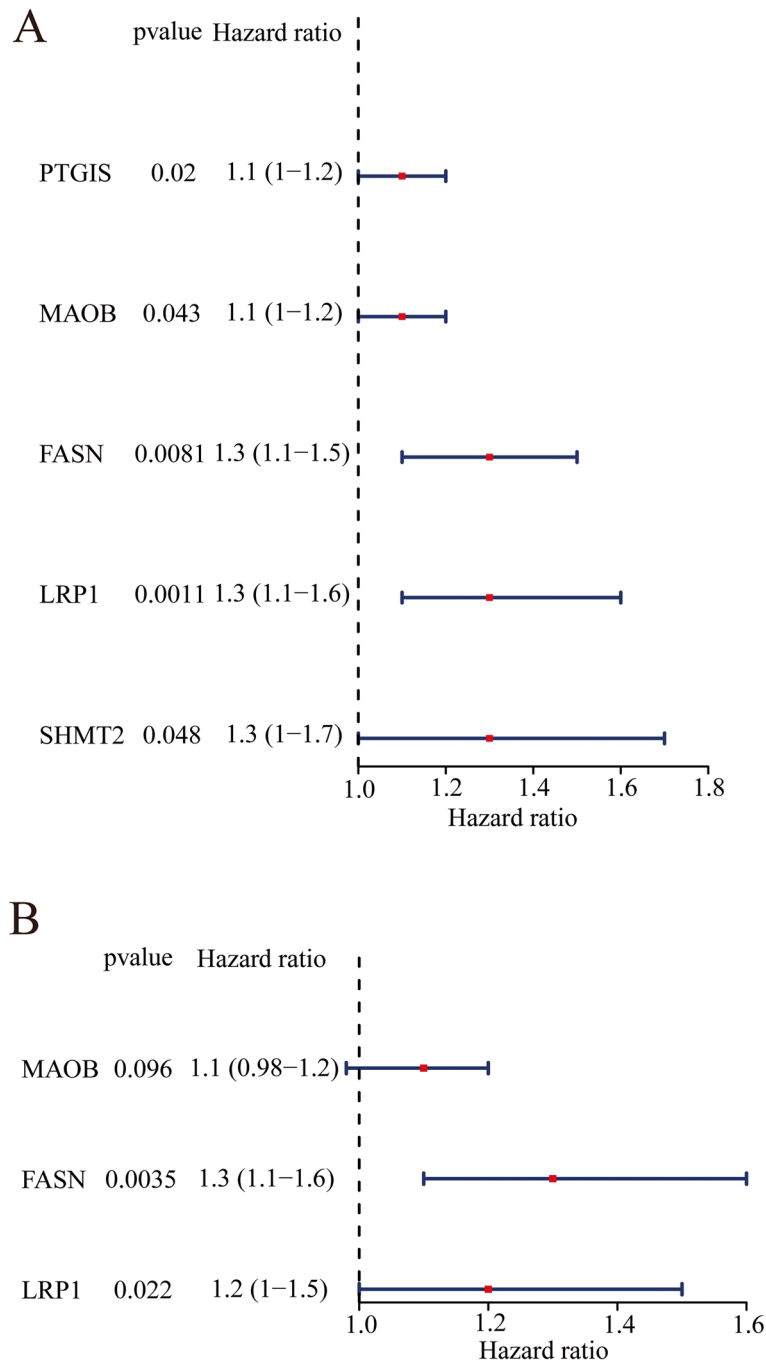 A
pvalue Hazard ratio
PTGIS 0.02 1.1 (1−1.2)
MAOB 0.043 1.1 (1−1.2)
FASN 0.0081 1.3 (1.1−1.5)
LRP1 0.0011 1.3 (1.1−1.6)
SHMT2 0.048 1.3 (1−1.7)
1.0 1.2 1.4 1.6 1.8
Hazard ratio
B
pvalue Hazard ratio
MAOB 0.096 1.1 (0.98−1.2)
FASN 0.0035 1.3 (1.1−1.6)
LRP1 0.022 1.2 (1−1.5)
1.0 1.2 1.4 1.6
Hazard ratio